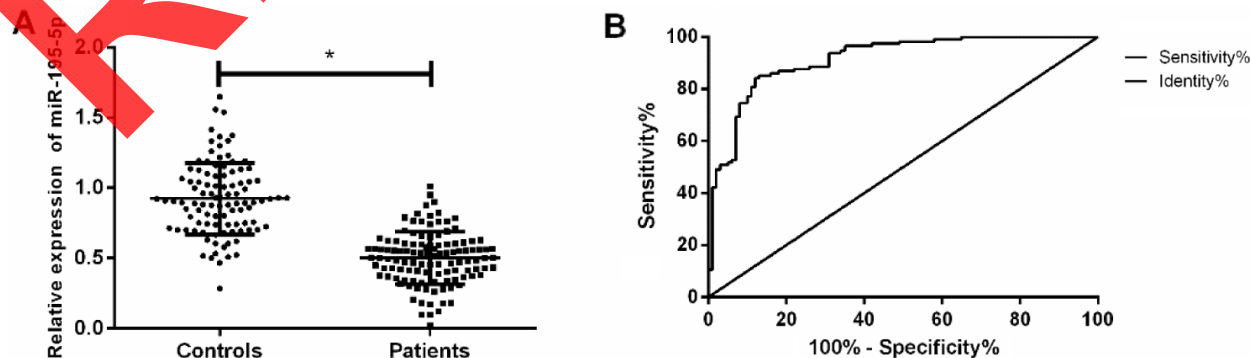 A
Relative expression of miR-195-5p
2.0
1.5
1.0
0.5
0.0
*
Controls
Patients
B
Sensitivity%
100
80
60
40
20
0
0
20
40
60
80
100
100% - Specificity%
Sensitivity%
Identity%